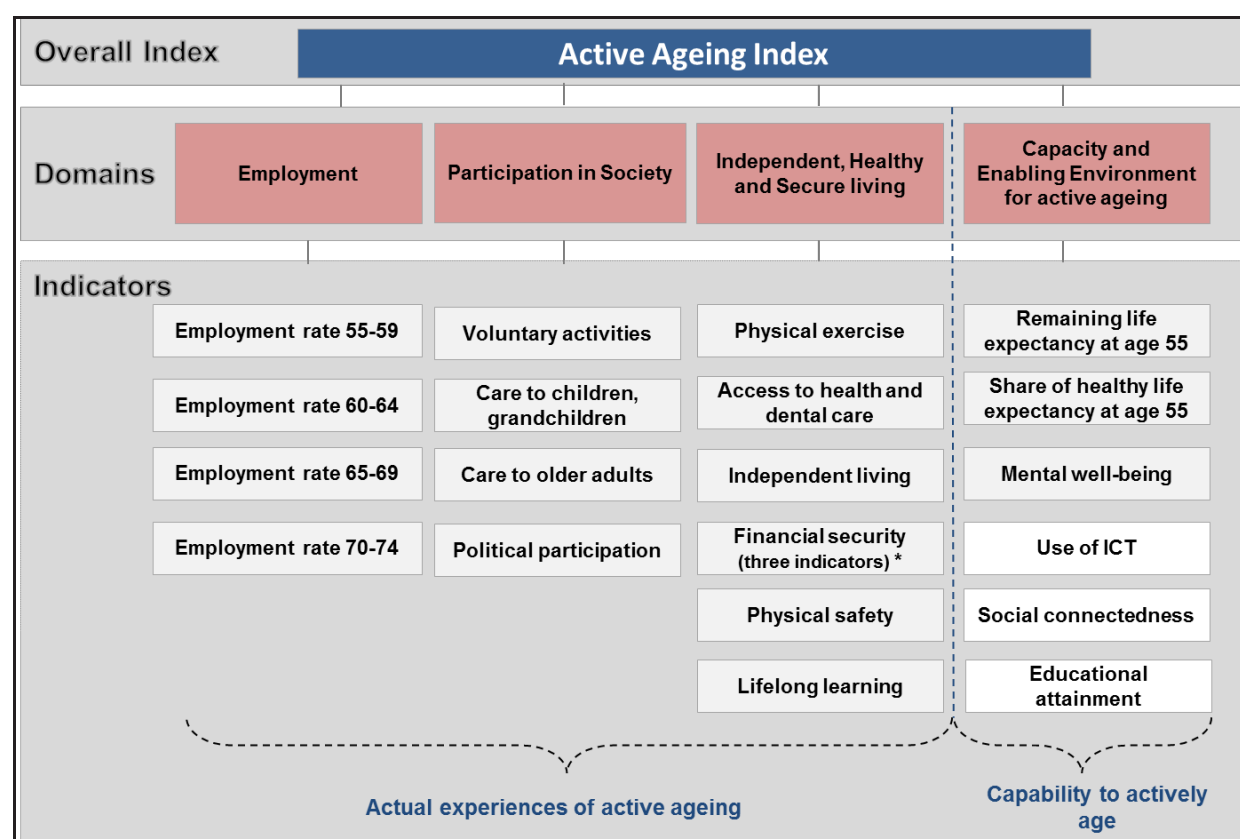 Overall Index
Active Ageing Index
Domains
Employment
Participation in Society
Independent, Healthy
and Secure living
Capacity and
Enabling Environment
for active ageing
Indicators
Employment rate 55-59
Employment rate 60-64
Employment rate 65-69
Employment rate 70-74
Voluntary activities
Care to children,
grandchildren
Care to older adults
Political participation
Physical exercise
Access to health and
dental care
Independent living
Financial security
(three indicators) *
Physical safety
Lifelong learning
Remaining life
expectancy at age 55
Share of healthy life
expectancy at age 55
Mental well-being
Use of ICT
Social connectedness
Educational
attainment
Actual experiences of active ageing
Capability to actively
age